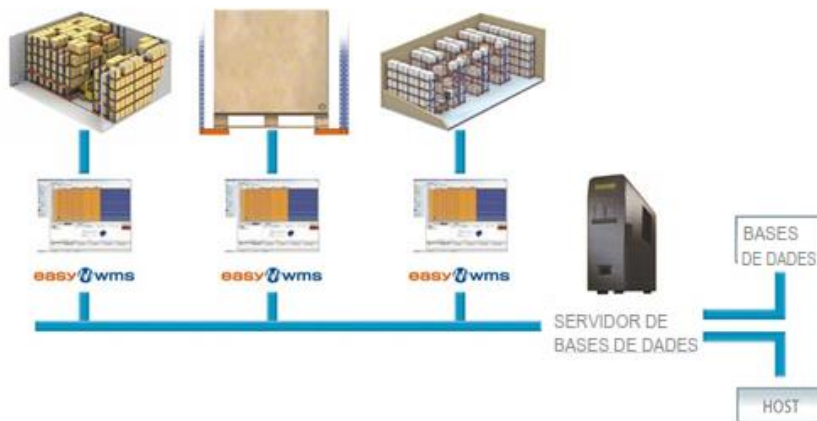 easy wms
easy wms
easy wms
SERVIDOR DE
BASES DE DADES
BASES
DE DADES
HOST